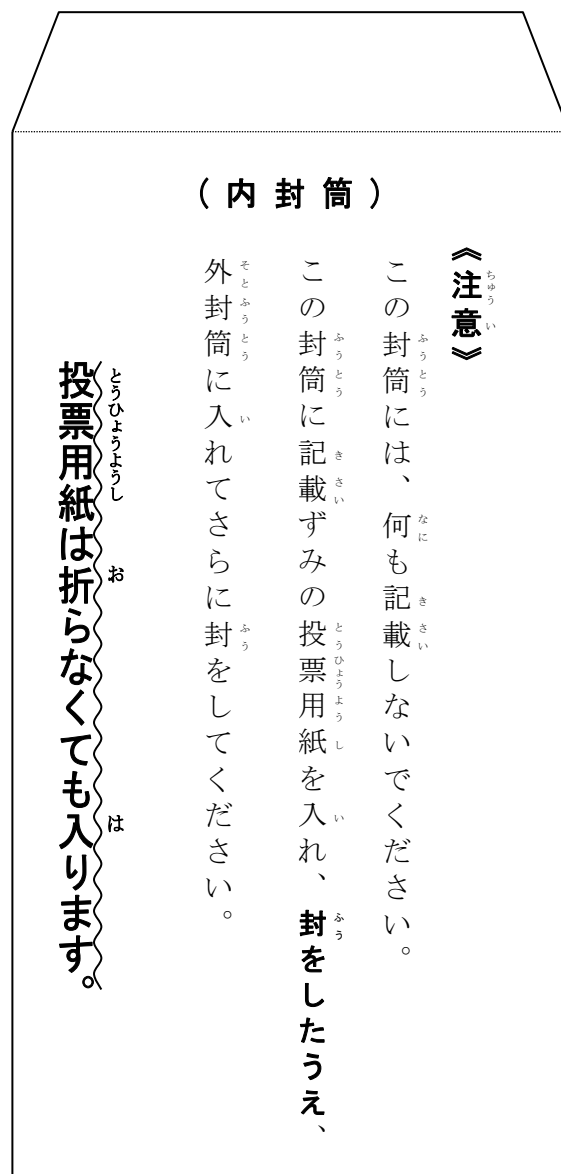 （内封筒）
《注意》
この封筒には、何も記載しないでください。
この封筒に記載ずみの投票用紙を入れ、封をしたうえ、
外封筒に入れてさらに封をしてください。
投票用紙は折らなくても入ります。